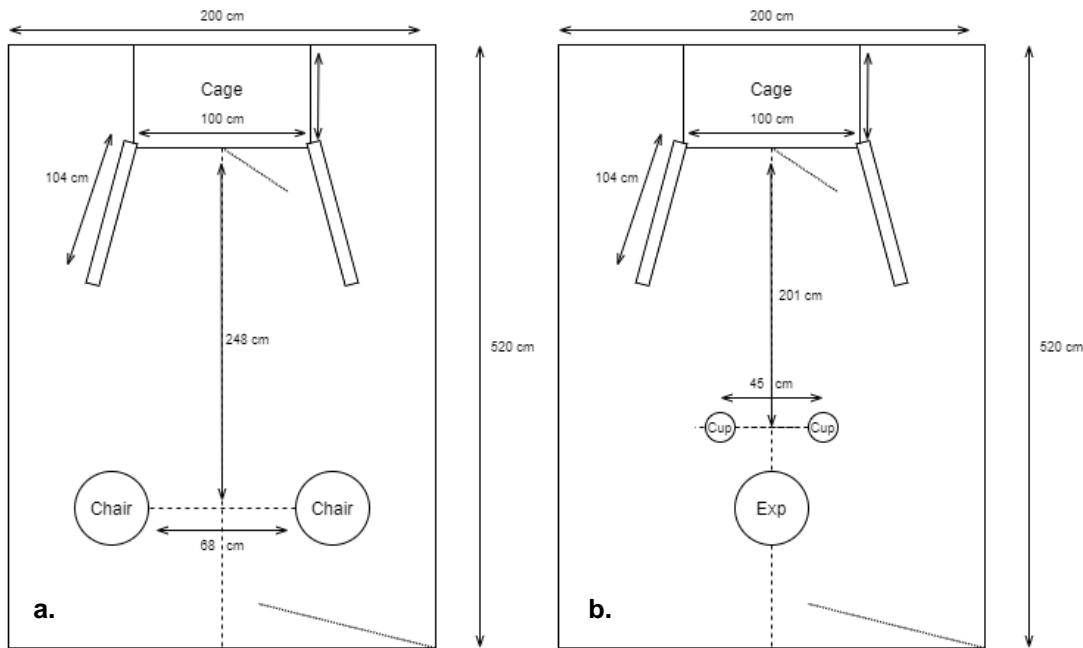 200 cm
Cage
100 cm
104 cm
248 cm
520 cm
Chair
Chair
68 cm
a.
200 cm
Cage
100 cm
104 cm
201 cm
520 cm
45 cm
Cup
Cup
Exp
b.